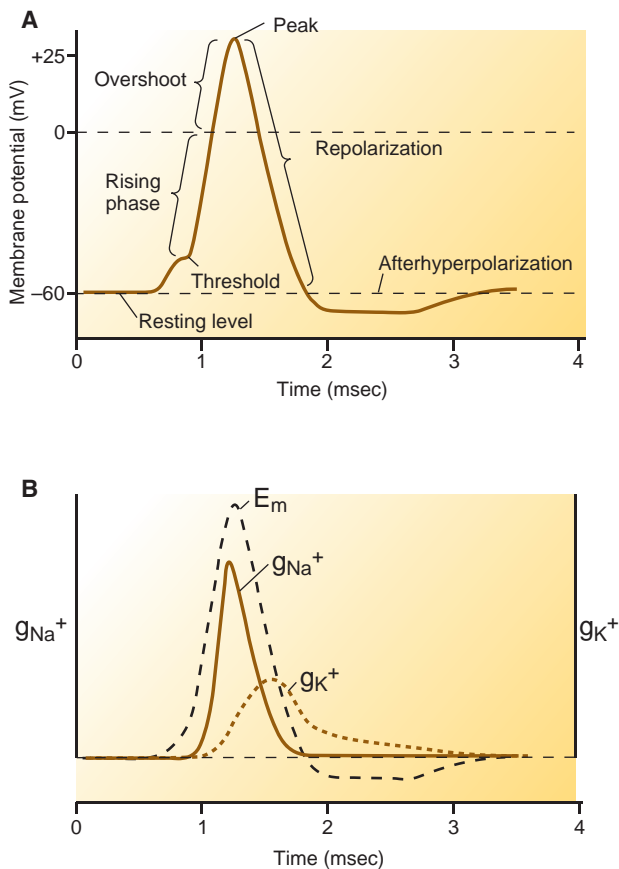 A
Peak
+25
Overshoot
0
Repolarization
Rising
phase
Membrane potential (mV)
Threshold
Afterhyperpolarization
–60
Resting level
0
1
2
3
4
Time (msec)
B
Em
gNa+
gNa+
gK+
gK+
0
1
2
3
4
Time (msec)